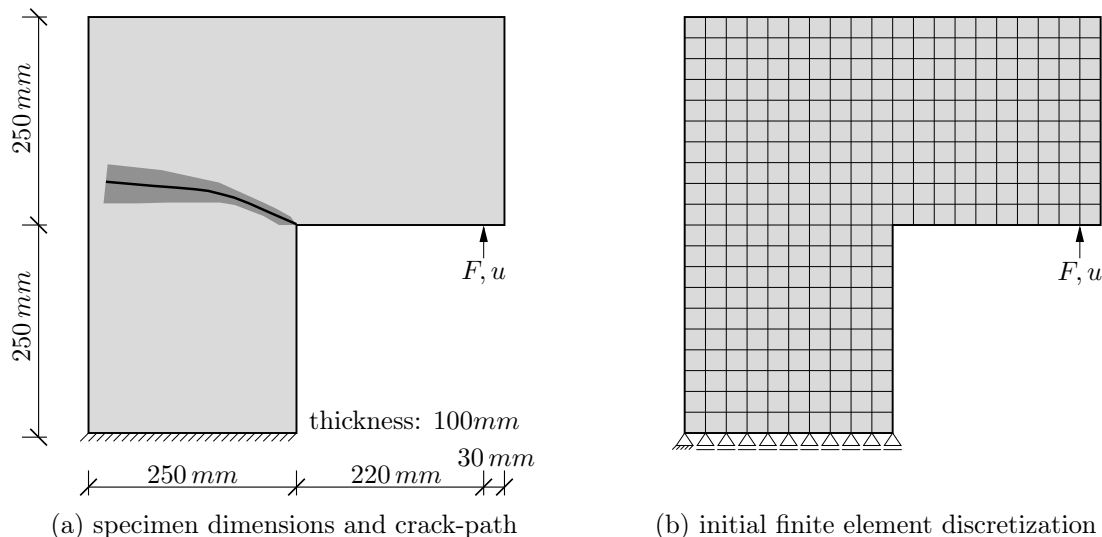 250 mm
250 mm
F, u
F, u
thickness: 100mm
30 mm
250 mm
220 mm
(a) specimen dimensions and crack-path
(b) initial finite element discretization